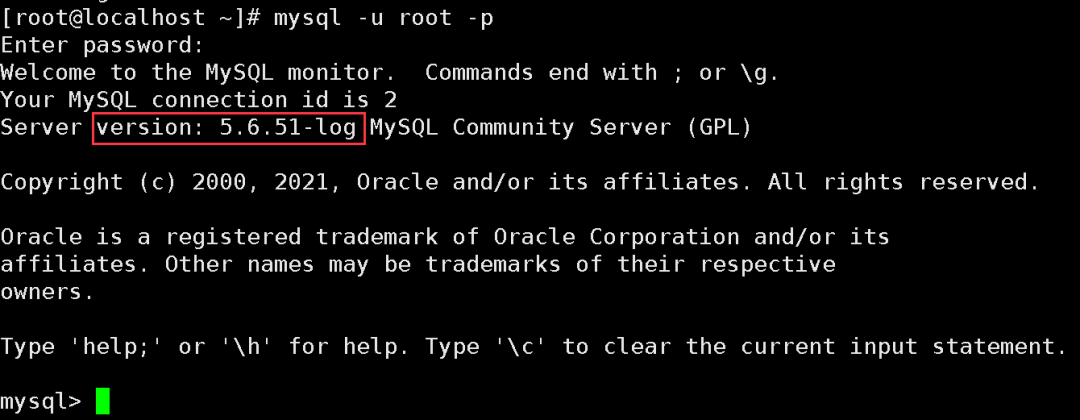 [root@localhost ~]# mysql -u root -p
Enter password:
Welcome to the MySQL monitor.  Commands end with ; or \g.
Your MySQL connection id is 2
Server version: 5.6.51-log MySQL Community Server (GPL)
Copyright (c) 2000, 2021, Oracle and/or its affiliates. All rights reserved.
Oracle is a registered trademark of Oracle Corporation and/or its
affiliates. Other names may be trademarks of their respective
owners.
Type 'help;' or '\h' for help. Type '\c' to clear the current input statement.
mysql>